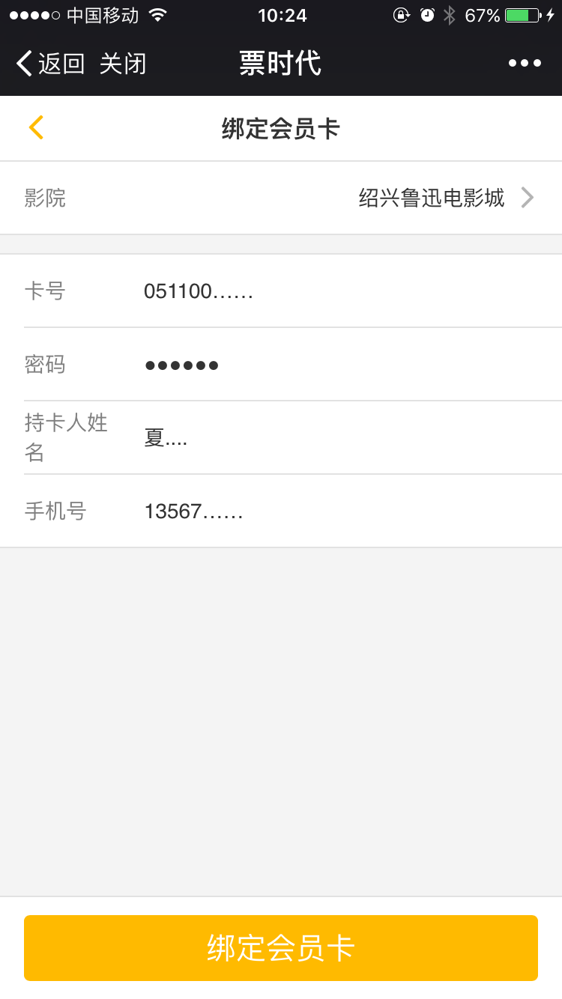 中国移动 10:24 67%
返回 关闭 票时代
绑定会员卡
影院 绍兴鲁迅电影城
卡号 051100……
密码 ●●●●●●
持卡人姓
名
夏....
手机号 13567……
绑定会员卡